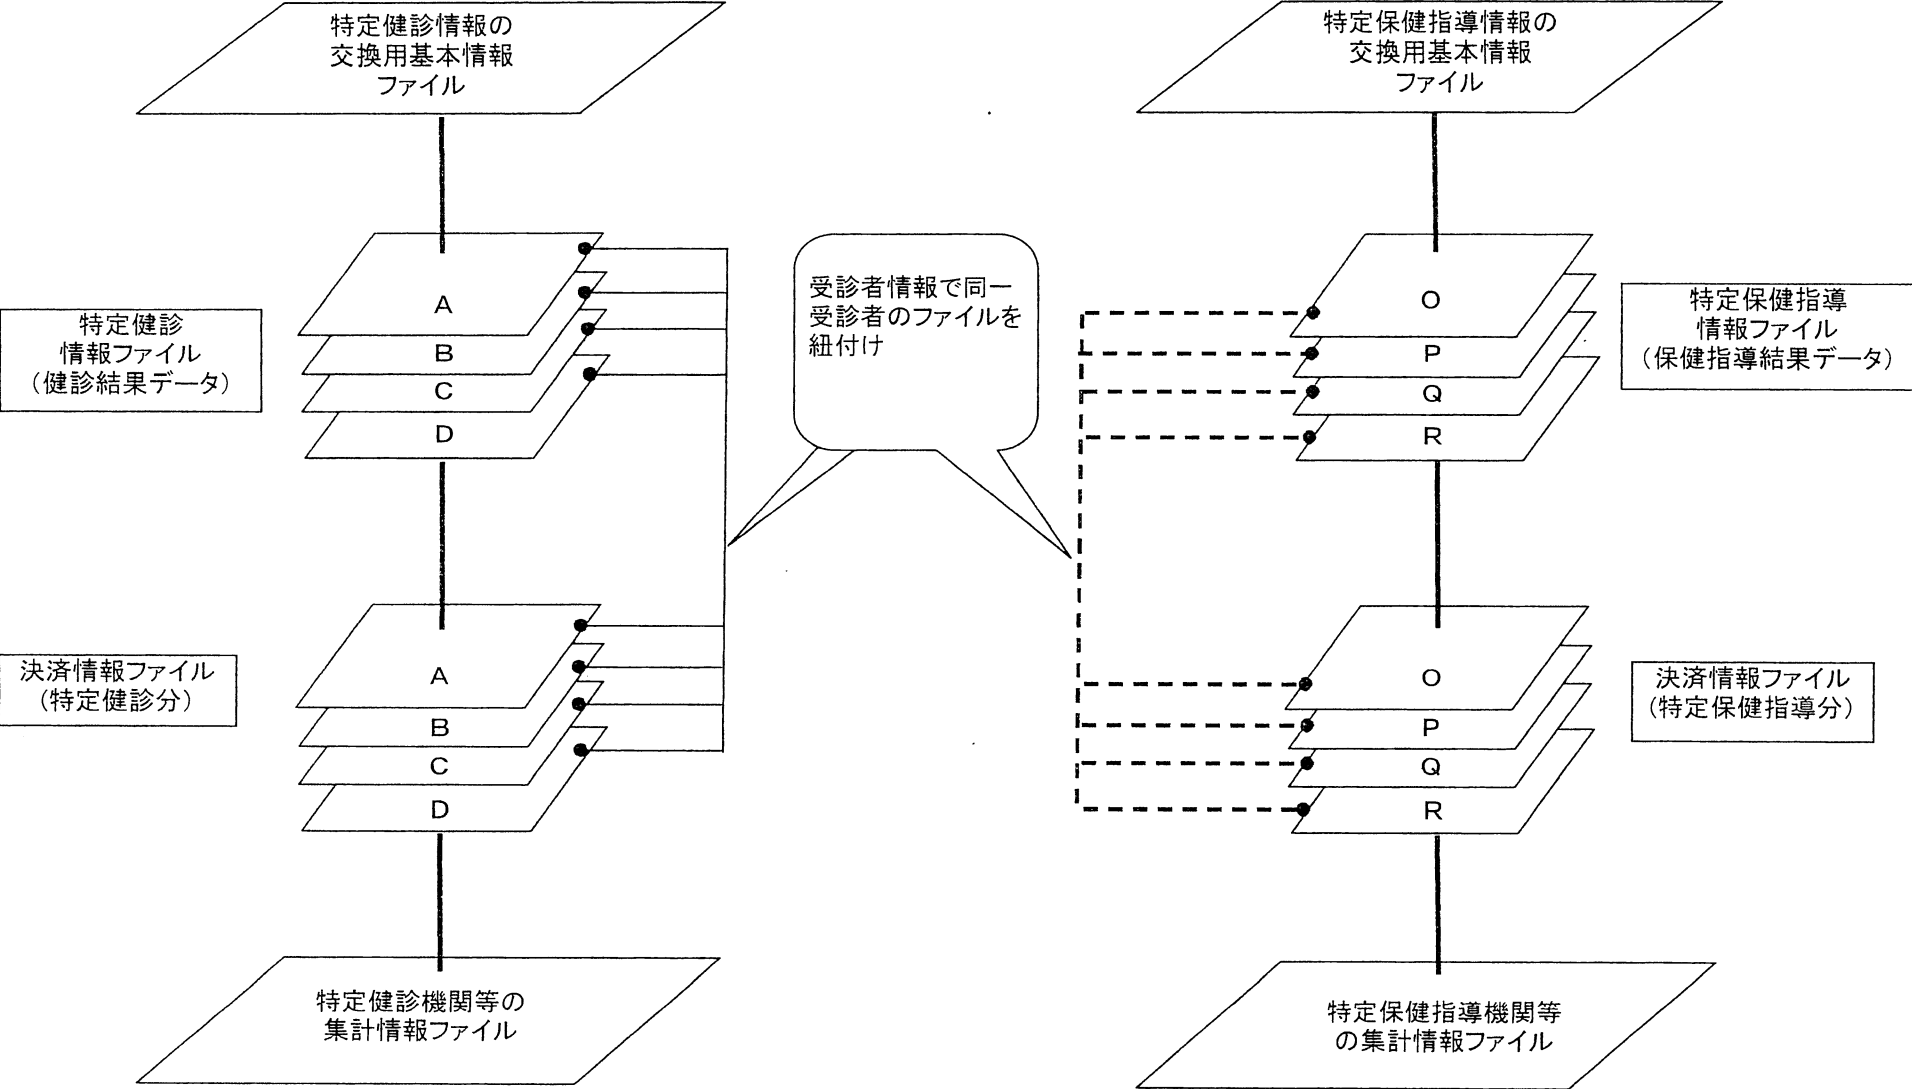 特定健診情報の
交換用基本情報
ファイル
A
B
C
D
特定健診
情報ファイル
（健診結果データ）
A
B
C
D
決済情報ファイル
(特定健診分)
特定健診機関等の
集計情報ファイル
受診者情報で同一
受診者のファイルを
紐付け
特定保健指導情報の
交換用基本情報
ファイル
O
P
Q
R
特定保健指導
情報ファイル
（保健指導結果データ）
O
P
Q
R
決済情報ファイル
(特定保健指導分)
特定保健指導機関等
の集計情報ファイル